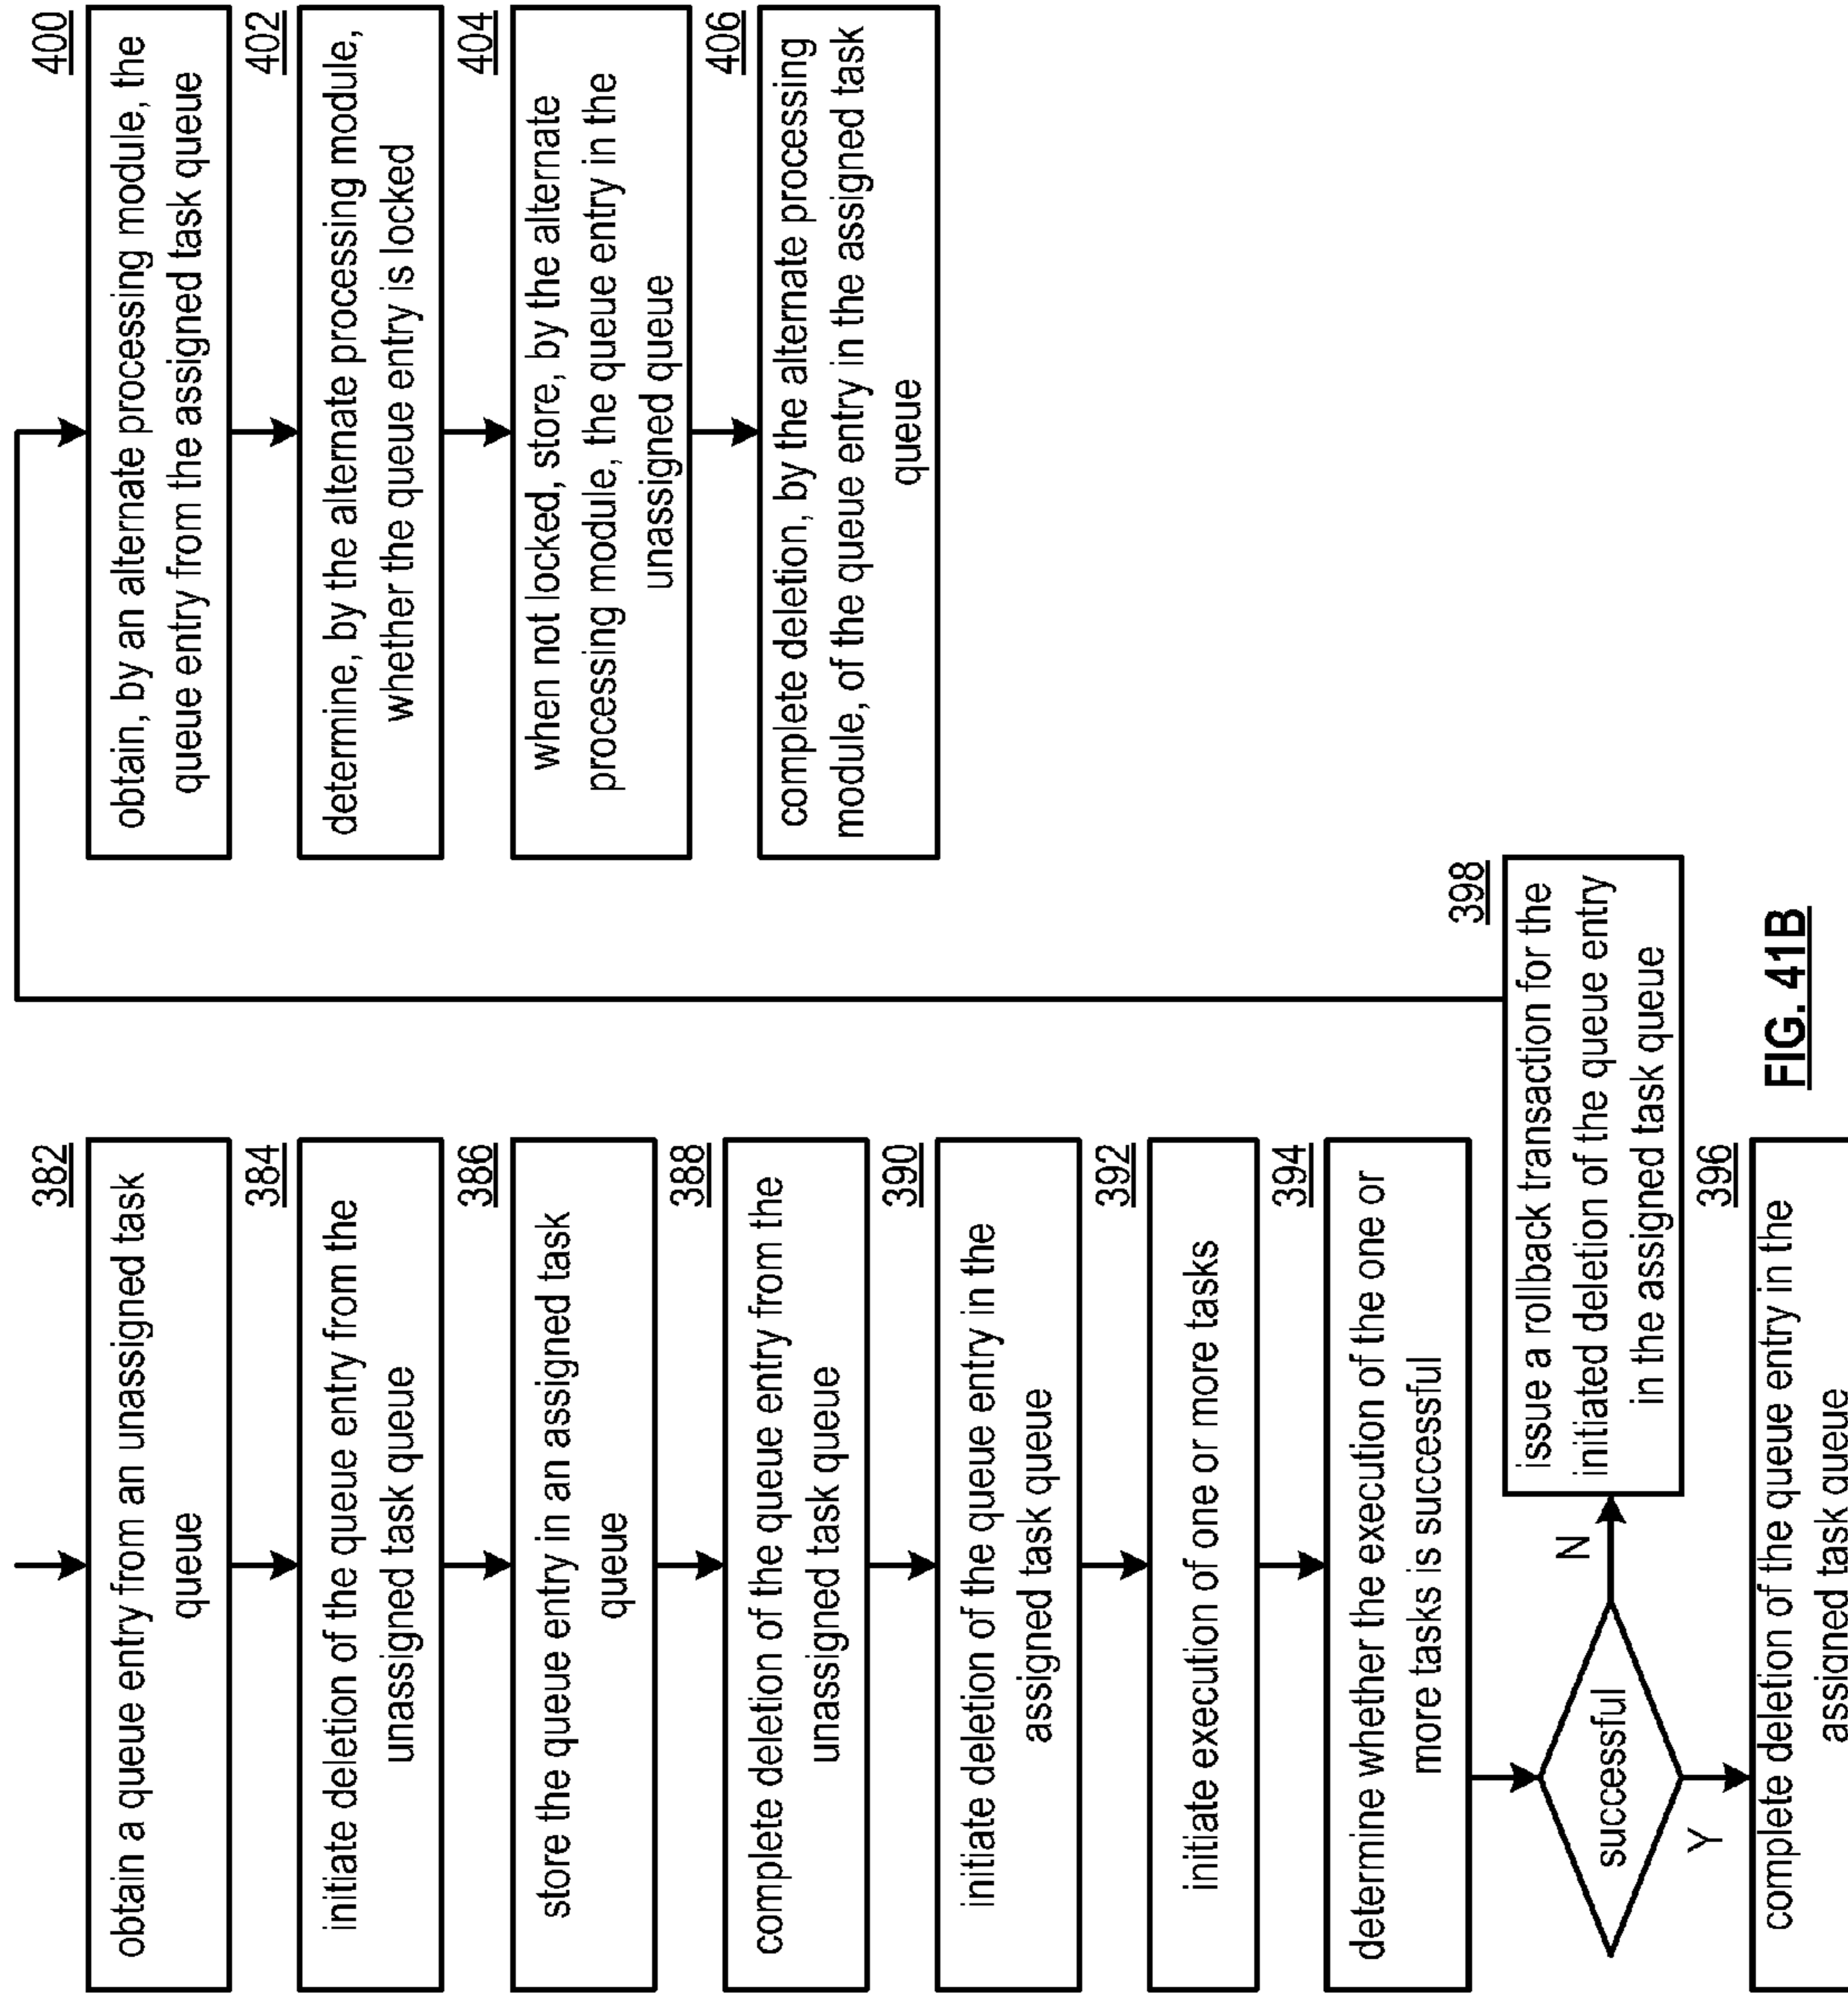 382
obtain a queue entry from an unassigned task
queue
384
initiate deletion of the queue entry from the
unassigned task queue
386
store the queue entry in an assigned task
queue
388
complete deletion of the queue entry from the
unassigned task queue
390
initiate deletion of the queue entry in the
assigned task queue
392
initiate execution of one or more tasks
394
determine whether the execution of the one or
more tasks is successful
successful
N
Y
396
complete deletion of the queue entry in the
assigned task queue
398
issue a rollback transaction for the
initiated deletion of the queue entry
in the assigned task queue
400
obtain, by an alternate processing module, the
queue entry from the assigned task queue
402
determine, by the alternate processing module,
whether the queue entry is locked
404
when not locked, store, by the alternate
processing module, the queue entry in the
unassigned queue
406
complete deletion, by the alternate processing
module, of the queue entry in the assigned task
queue
FIG. 41B